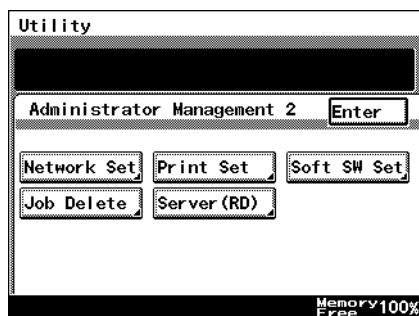 Utility
Administrator Management 2 Enter
Network Set Print Set Soft SW Set
Job Delete Server(RD)
Memory
Free 100%